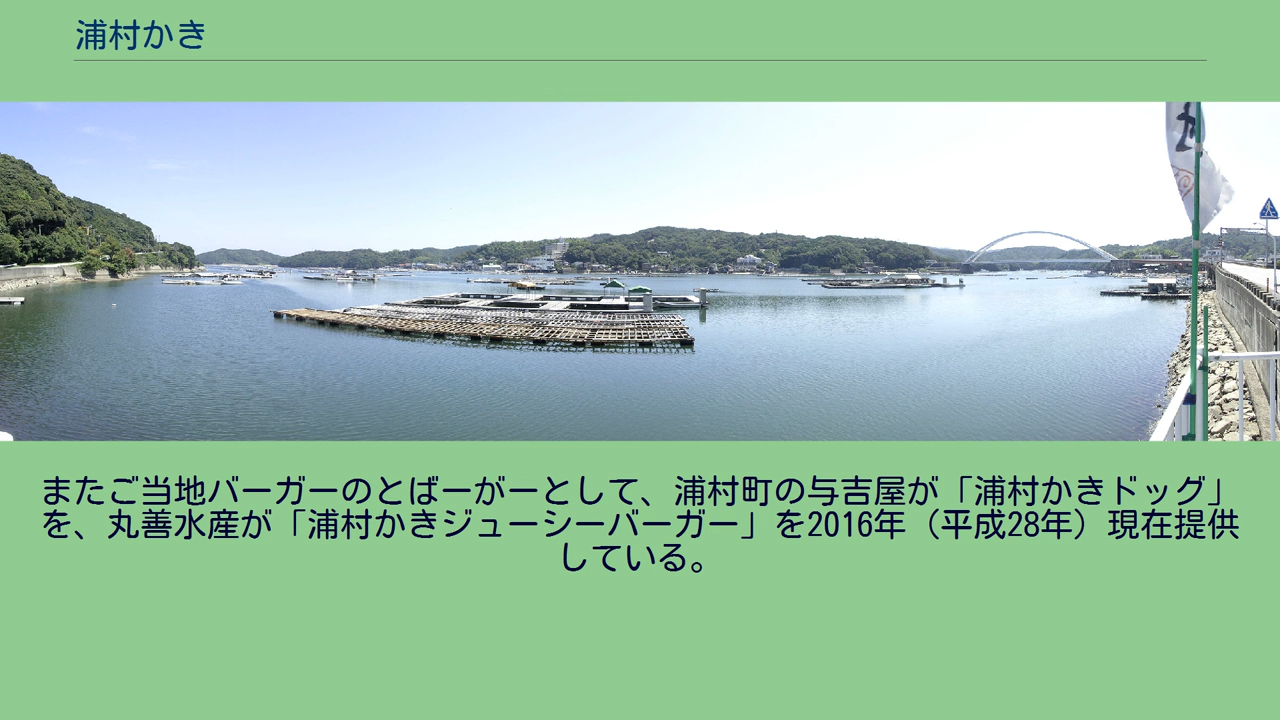 浦村かき
またご当地バーガーのとばーがーとして、浦村町の与吉屋が「浦村かきドッグ」
を、丸善水産が「浦村かきジューシーバーガー」を2016年（平成28年）現在提供
している。